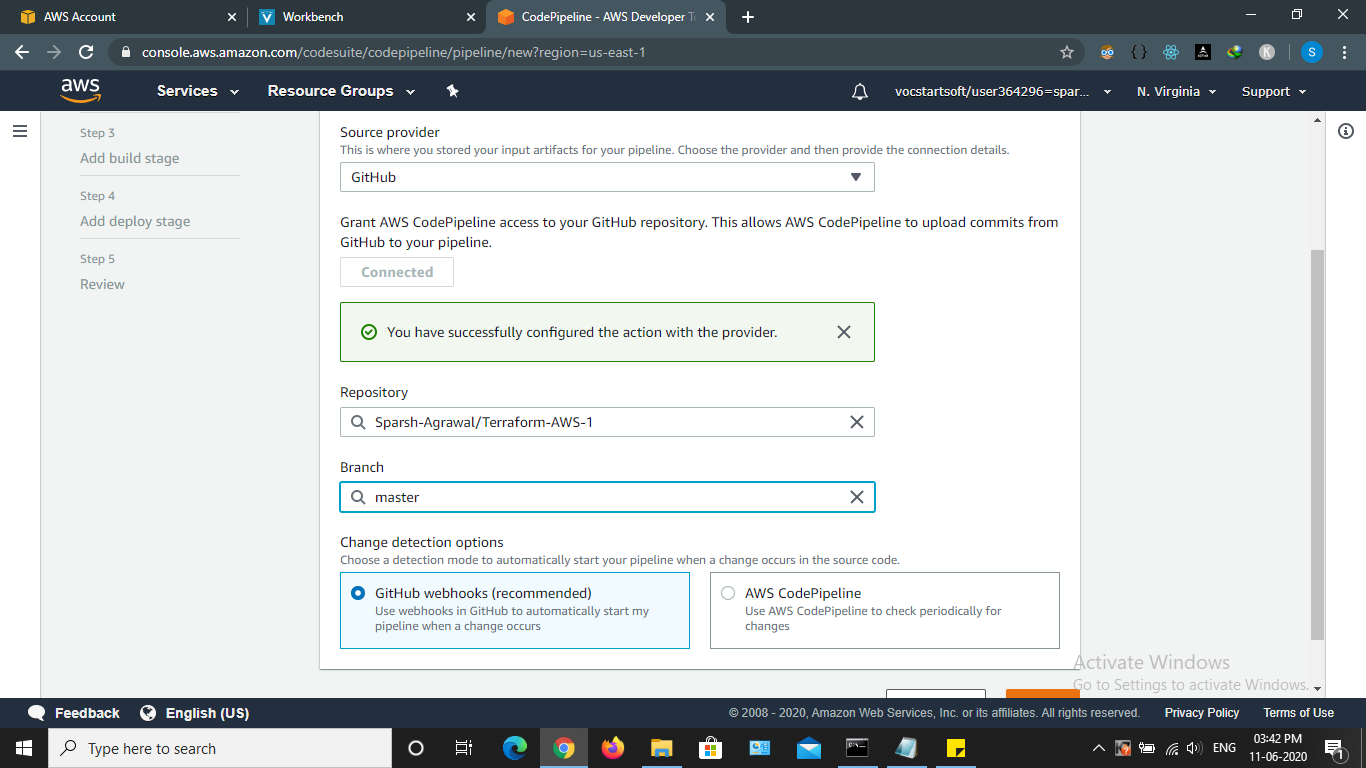 AWS Account
Workbench
CodePipeline - AWS Developer To
console.aws.amazon.com/codesuite/codepipeline/pipeline/new?region=us-east-1
S
K
aws
Services
Resource Groups
vocstartsoft/user364296=spar...
N. Virginia
Support
Step 3
Add build stage
Step 4
Add deploy stage
Step 5
Review
Source provider
This is where you stored your input artifacts for your pipeline. Choose the provider and then provide the connection details.
GitHub
Grant AWS CodePipeline access to your GitHub repository. This allows AWS CodePipeline to upload commits from
GitHub to your pipeline.
Connected
You have successfully configured the action with the provider.
Repository
Sparsh-Agrawal/Terraform-AWS-1
Branch
master
Change detection options
Choose a detection mode to automatically start your pipeline when a change occurs in the source code.
GitHub webhooks (recommended)
Use webhooks in GitHub to automatically start my
pipeline when a change occurs
AWS CodePipeline
Use AWS CodePipeline to check periodically for
changes
Activate Windows
Go to Settings to activate Windows.
Feedback
English (US)
© 2008 - 2020, Amazon Web Services, Inc. or its affiliates. All rights reserved.
Privacy Policy
Terms of Use
Type here to search
ENG
03:42 PM
11-06-2020
1